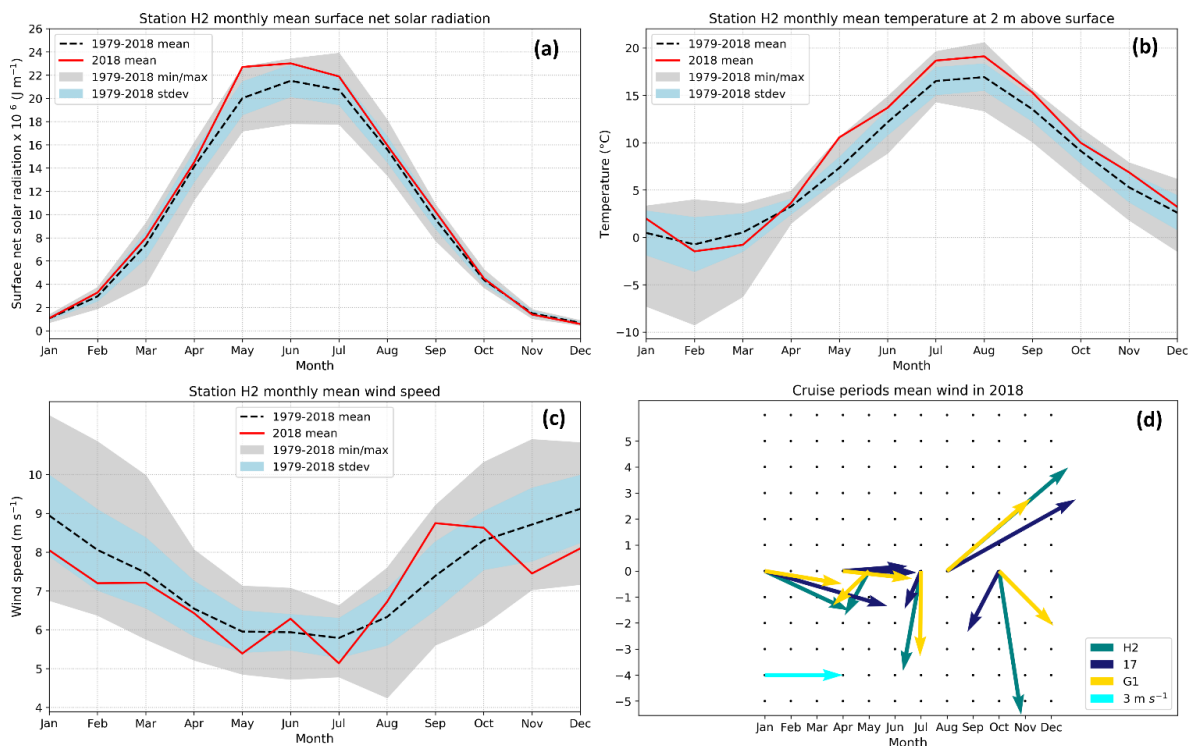 Station H2 monthly mean surface net solar radiation
(a)
1979-2018 mean
2018 mean
1979-2018 min/max
1979-2018 stdev
Surface net solar radiation x 10 ⁶ (J m⁻¹)
26
24
22
20
18
16
14
12
10
8
6
4
2
0
Jan Feb Mar Apr May Jun Jul Aug Sep Oct Nov Dec
Month
Station H2 monthly mean temperature at 2 m above surface
(b)
1979-2018 mean
2018 mean
1979-2018 min/max
1979-2018 stdev
Temperature (°C)
20
15
10
5
0
−5
−10
Jan Feb Mar Apr May Jun Jul Aug Sep Oct Nov Dec
Month
Station H2 monthly mean wind speed
(c)
1979-2018 mean
2018 mean
1979-2018 min/max
1979-2018 stdev
Wind speed (m s⁻¹)
10
9
8
7
6
5
4
Jan Feb Mar Apr May Jun Jul Aug Sep Oct Nov Dec
Month
Cruise periods mean wind in 2018
(d)
5
4
3
2
1
0
−1
−2
−3
−4
−5
H2
17
G1
3 m s⁻¹
Jan Feb Mar Apr May Jun Jul Aug Sep Oct Nov Dec
Month